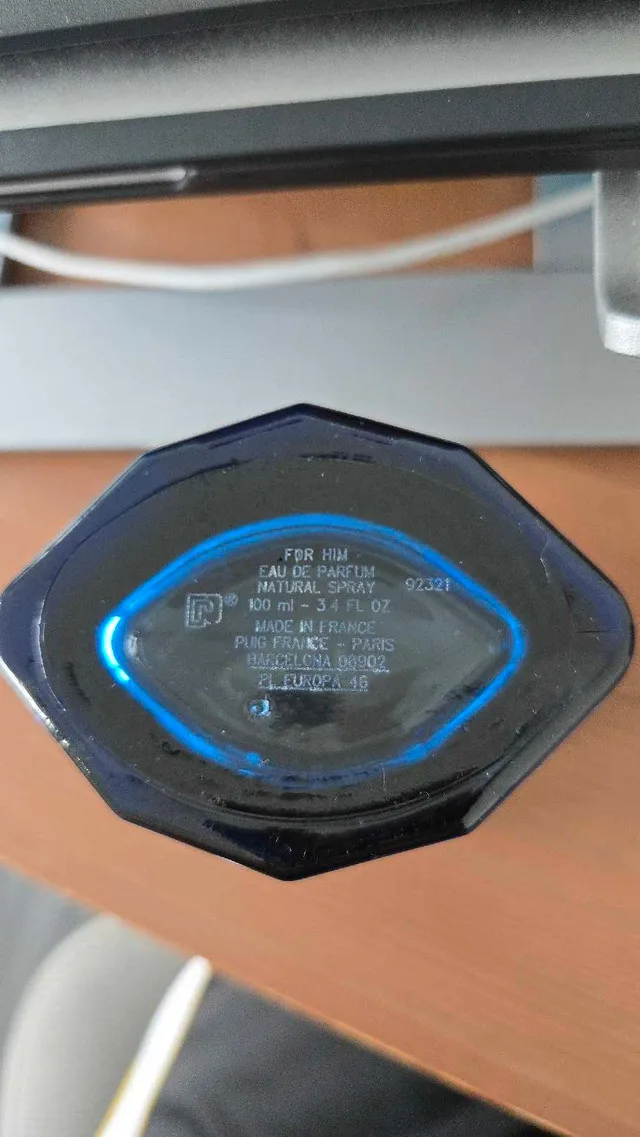 FOR HIM
EAU DE PARFUM
NATURAL SPRAY
92321
® 100 ml - 3.4 FL OZ
MADE IN FRANCE
PUIG FRANCE - PARIS
BARCELONA 08902
PL EUROPA 46